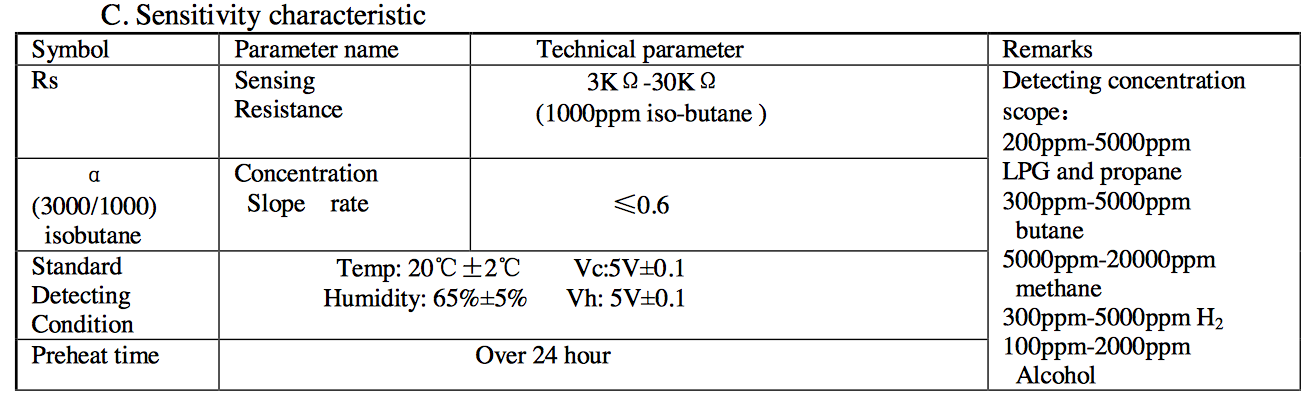 C. Sensitivity characteristic
Symbol Parameter name Technical parameter Remarks
Rs Sensing Resistance 3KΩ-30KΩ
(1000ppm iso-butane )
Detecting concentration
scope：
200ppm-5000ppm
LPG and propane
300ppm-5000ppm
butane
5000ppm-20000ppm
methane
300ppm-5000ppm H₂
100ppm-2000ppm
Alcohol
α
(3000/1000)
isobutane
Concentration
Slope rate
≤0.6
Standard
Detecting
Condition
Temp: 20℃±2℃ Vc:5V±0.1
Humidity: 65%±5% Vh: 5V±0.1
Preheat time Over 24 hour